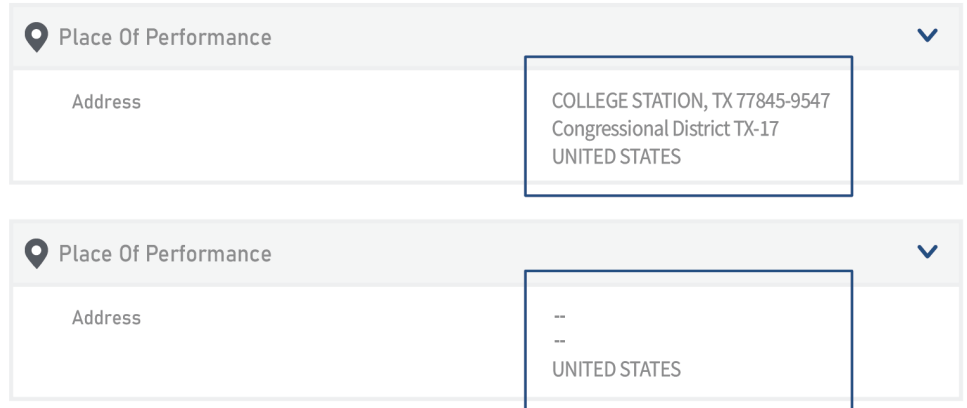 Place Of Performance
Address
COLLEGE STATION, TX 77845-9547
Congressional District TX-17
UNITED STATES
Place Of Performance
Address
--
--
UNITED STATES